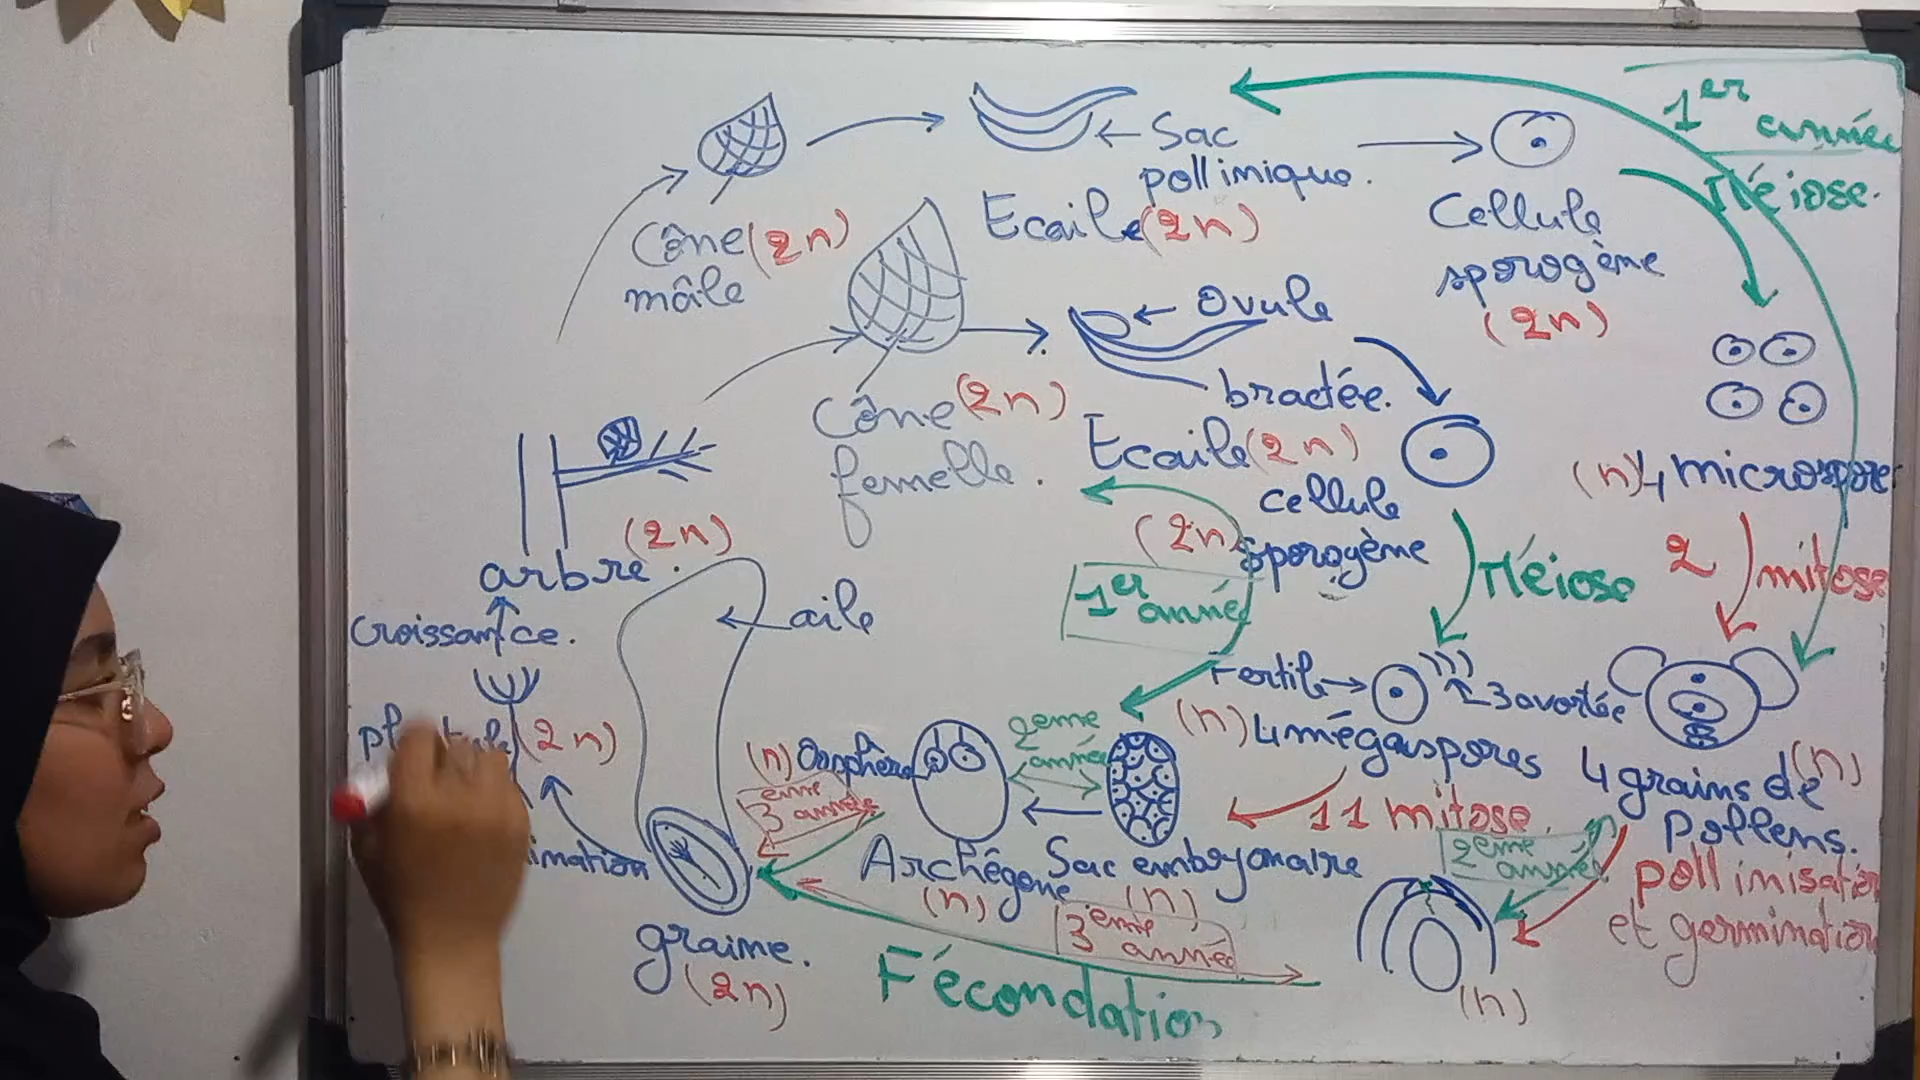 1er année
← Sac
pollimique.
Méiose.
Cône (2n)
mâle
Ecaile (2n)
Cellule
sporogène
(2n)
← Ovule
bractée.
Cône (2n)
femelle.
Ecaile (2n)
cellule
sporogène
(2n)
(n) 4 microspore
2 mitose
Méiose
arbre (2n).
1er
année
← aile
croissance.
Fertile →
3 avortée
(n) 4 mégaspores
(2n)
(n) Oosphère
2eme
année
3eme année
11 mitose.
4 grains de
Pollens.
(n)
2eme
année
pollinisation
et germination
Archégone
(n)
Sac embryonaire
(n)
graine.
(2n)
3eme
année
Fécondation
(n)